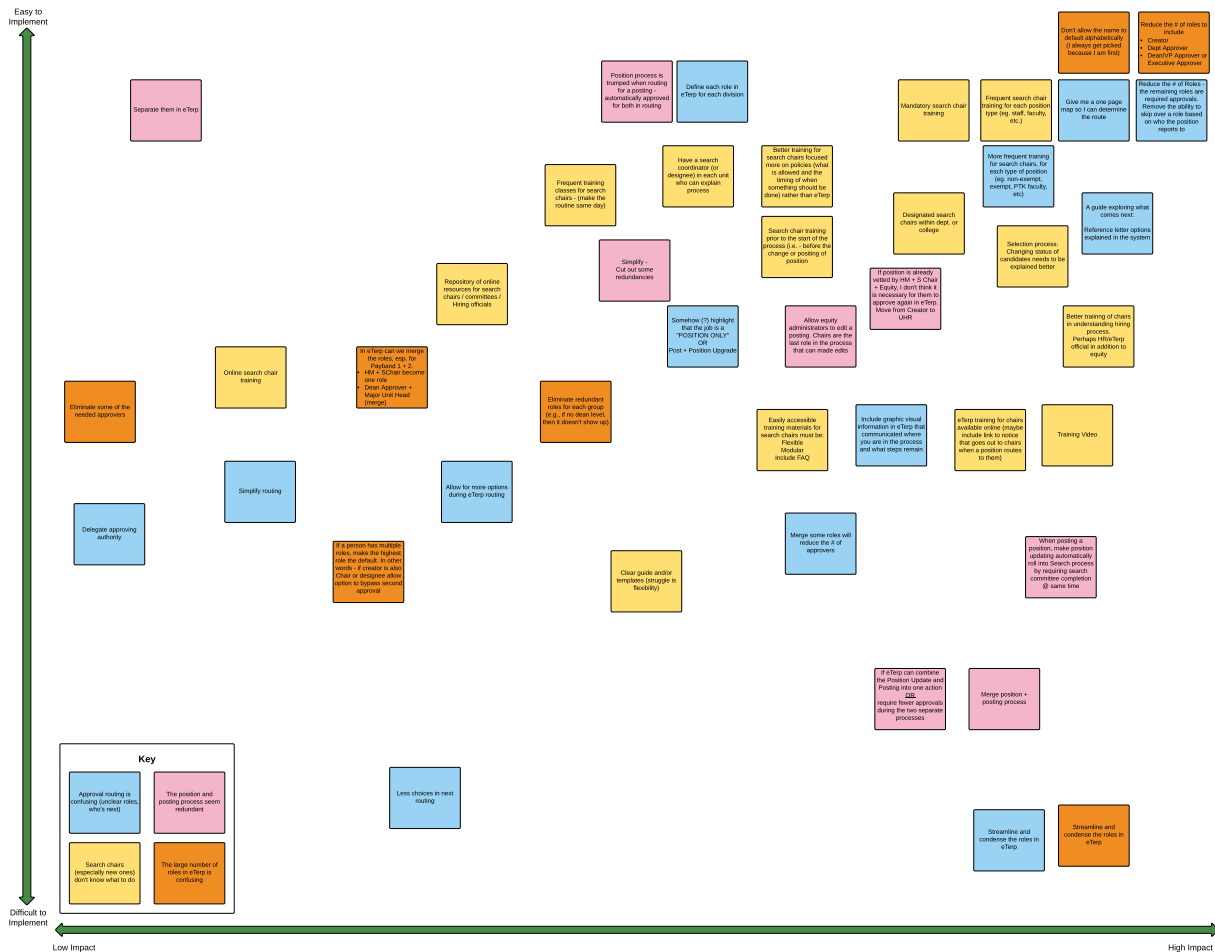 Easy to
Implement
Don't allow the name to
default alphabetically
(I always get picked
because I am first)
Reduce the # of roles to
include
• Creator
• Dept Approver
• Dean/VP Approver or
Executive Approver
Separate them in eTerp
Position process is
trumped when routing
for a posting -
automatically approved
for both in routing
Define each role in
eTerp for each division
Mandatory search chair
training
Frequent search chair
training for each position
type (eg. staff, faculty,
etc.)
Give me a one page
map so I can determine
the route
Reduce the # of Roles -
the remaining roles are
required approvals.
Remove the ability to
skip over a role based
on who the position
reports to
Frequent training
classes for search
chairs - (make the
routine same day)
Have a search
coordinator (or
designee) in each unit
who can explain
process
Better training for
search chairs focused
more on policies (what
is allowed and the
timing of when
something should be
done) rather than eTerp
More frequent training
for search chairs, for
each type of position
(eg. non-exempt,
exempt, PTK faculty,
etc)
Designated search
chairs within dept. or
college
A guide exploring what
comes next:
Reference letter options
explained in the system
Search chair training
prior to the start of the
process (i.e. - before the
change or positing of
position
Selection process:
Changing status of
candidates needs to be
explained better
Simplify -
Cut out some
redundancies
Repository of online
resources for search
chairs / committees /
Hiring officials
If position is already
vetted by HM + S Chair
+ Equity, I don't think it
is necessary for them to
approve again in eTerp.
Move from Creator to
UHR
Somehow (?) highlight
that the job is a
"POSITION ONLY"
OR
Post + Position Upgrade
Allow equity
administrators to edit a
posting. Chairs are the
last role in the process
that can made edits
Better traiinng of chairs
in understanding hiring
process.
Perhaps HR/eTerp
official in addition to
equity
Online search chair
training
In eTerp can we merge
the roles, esp. for
Payband 1 + 2.
• HM + SChair become
one role
• Dean Approver +
Major Unit Head
(merge)
Eliminate some of the
needed approvers
Eliminate redundant
roles for each group
(e.g., if no dean level,
then it doesn't show up)
Easily accessible
training materials for
search chairs must be:
Flexible
Modular
Include FAQ
Include graphic visual
information in eTerp that
communicated where
you are in the process
and what steps remain
eTerp training for chairs
available online (maybe
include link to notice
that goes out to chairs
when a position routes
to them)
Training Video
Simplify routing
Allow for more options
during eTerp routing
Delegate approving
authority
If a person has multiple
roles, make the highest
role the default. In other
words - if creator is also
Chair or designee allow
option to bypass second
approval
Clear guide and/or
templates (struggle is
flexibility)
Merge some roles will
reduce the # of
approvers
When posting a
position, make position
updating automatically
roll into Search process
by requiring search
committee completion
@ same time
If eTerp can combine
the Position Update and
Posting into one action
OR
require fewer approvals
during the two separate
processes
Merge position +
posting process
Less choices in next
routing
Streamline and
condense the roles in
eTerp
Streamline and
condense the roles in
eTerp
Key
Approval routing is
confusing (unclear roles,
who's next)
The position and
posting process seem
redundant
Search chairs
(especially new ones)
don't know what to do
The large number of
roles in eTerp is
confusing
Difficult to
Implement
Low Impact
High Impact